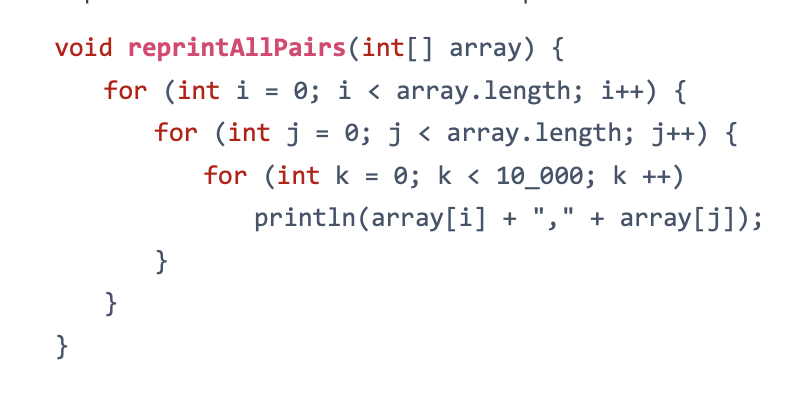 void reprintAllPairs(int[] array) {
for (int i = 0; i < array.length; i++) {
for (int j = 0; j < array.length; j++) {
for (int k = 0; k < 10_000; k ++)
println(array[i] + "," + array[j]);
}
}
}